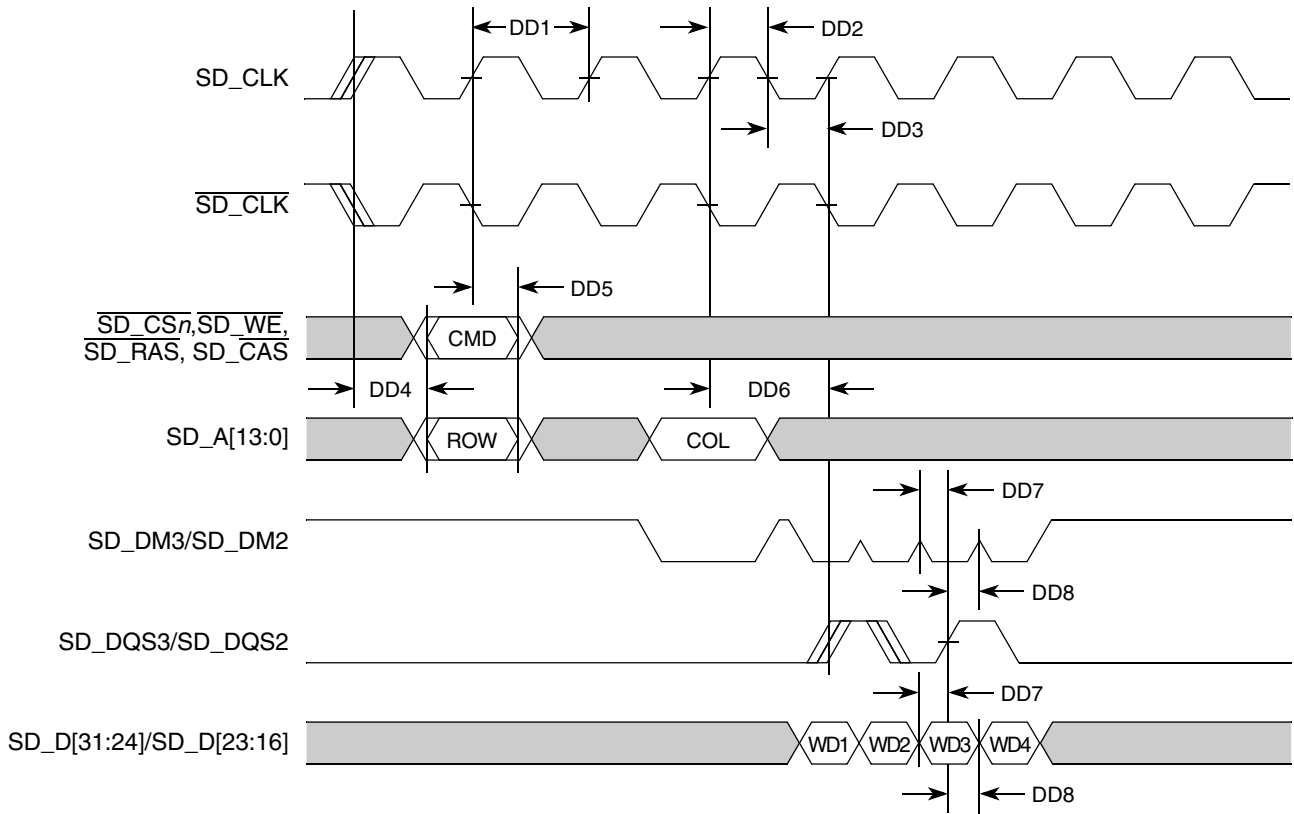 DD1
DD2
SD_CLK
DD3
SD_CLK
DD5
SD_CSn,SD_WE,
SD_RAS, SD_CAS
CMD
DD4
DD6
SD_A[13:0]
ROW
COL
DD7
SD_DM3/SD_DM2
DD8
SD_DQS3/SD_DQS2
DD7
SD_D[31:24]/SD_D[23:16]
WD1
WD2
WD3
WD4
DD8